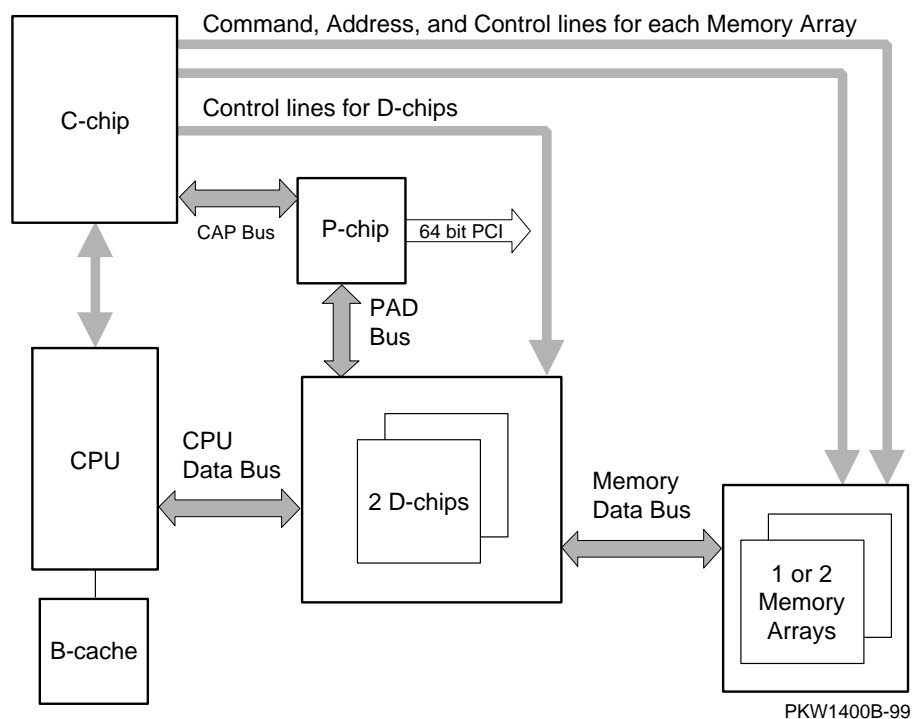 Command, Address, and Control lines for each Memory Array
Control lines for D-chips
C-chip
CAP Bus
P-chip
64 bit PCI
PAD
Bus
CPU
CPU
Data Bus
2 D-chips
Memory
Data Bus
1 or 2
Memory
Arrays
B-cache
PKW1400B-99